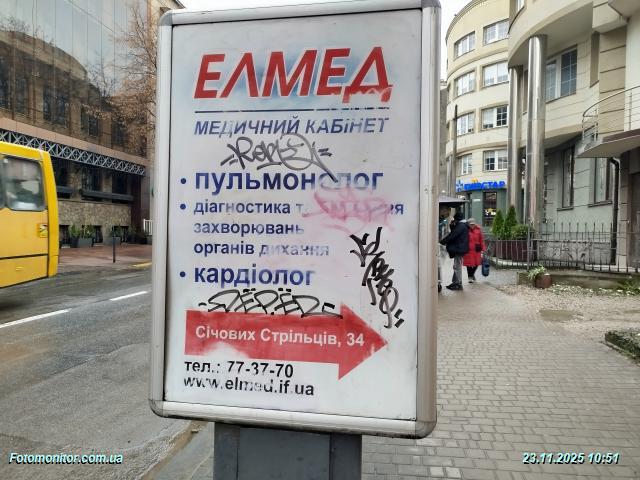 ЕЛМЕД
МЕДИЧНИЙ КАБІНЕТ
• пульмонолог
• діагностика та
захворювань
органів дихання
• кардіолог
Січових Стрільців, 34
тел.: 77-37-70
www.elmed.if.ua
КИЇВСТАР
Fotomonitor.com.ua
23.11.2025 10:51